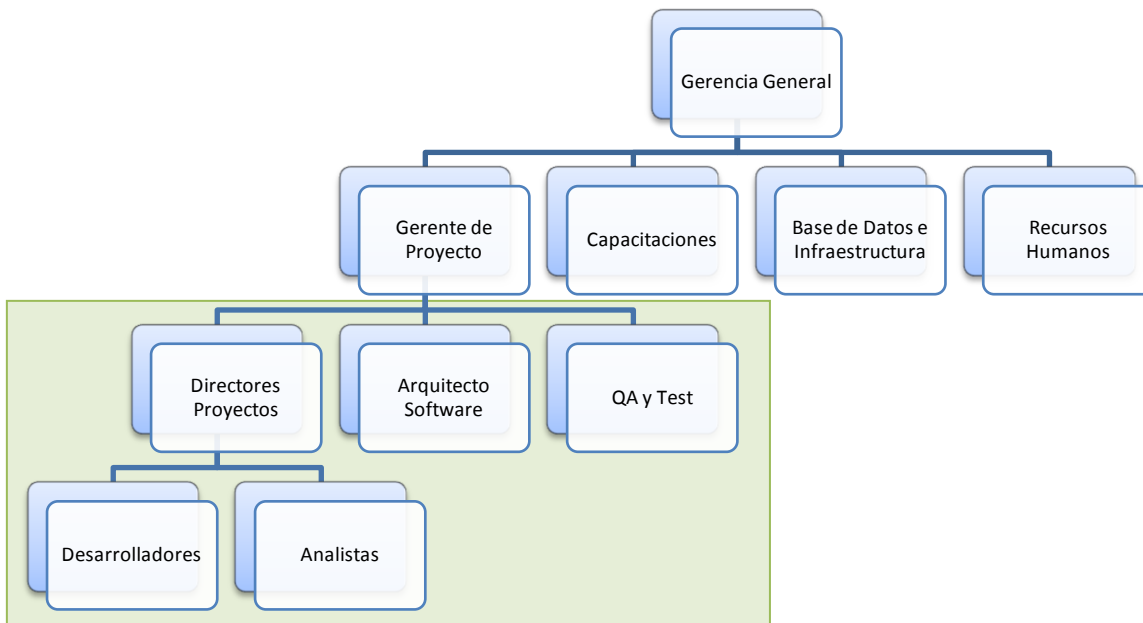 Gerencia General
Gerente de
Proyecto
Capacitaciones
Base de Datos e
Infraestructura
Recursos
Humanos
Directores
Proyectos
Arquitecto
Software
QA y Test
Desarrolladores
Analistas